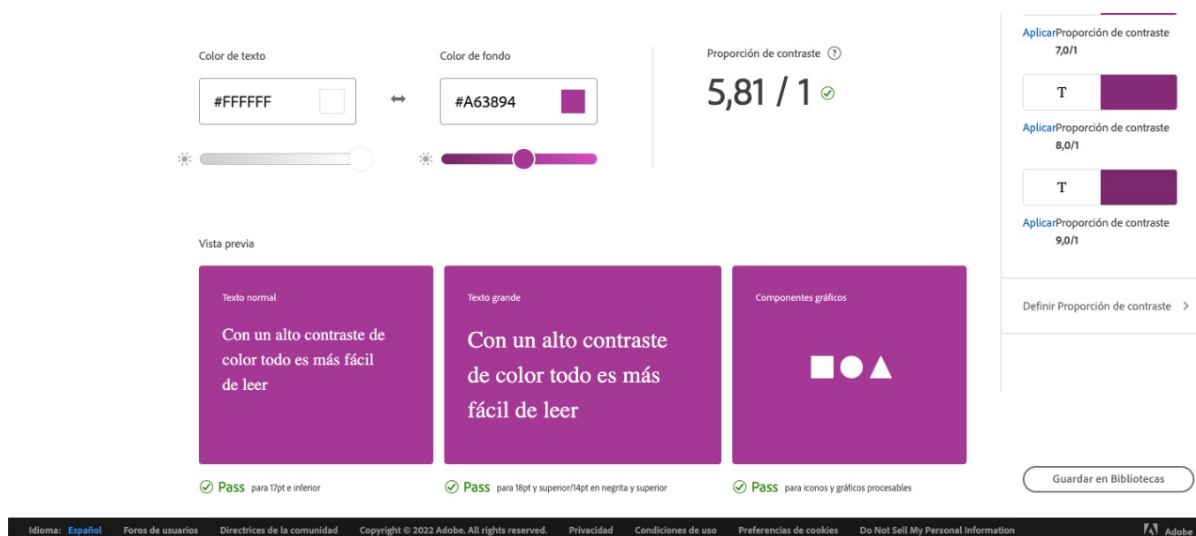 Color de texto
#FFFFFF
Color de fondo
#A63894
Proporción de contraste ?
5,81 / 1
AplicarProporción de contraste
7,0/1
T
AplicarProporción de contraste
8,0/1
T
AplicarProporción de contraste
9,0/1
Definir Proporción de contraste
Guardar en Bibliotecas
Vista previa
Texto normal
Con un alto contraste de
color todo es más fácil
de leer
Pass para 17pt e inferior
Texto grande
Con un alto contraste
de color todo es más
fácil de leer
Pass para 18pt y superior/14pt en negrita y superior
Componentes gráficos
Pass para iconos y gráficos procesables
Idioma: Español Foros de usuarios Directrices de la comunidad Copyright © 2022 Adobe. All rights reserved. Privacidad Condiciones de uso Preferencias de cookies Do Not Sell My Personal Information Adobe